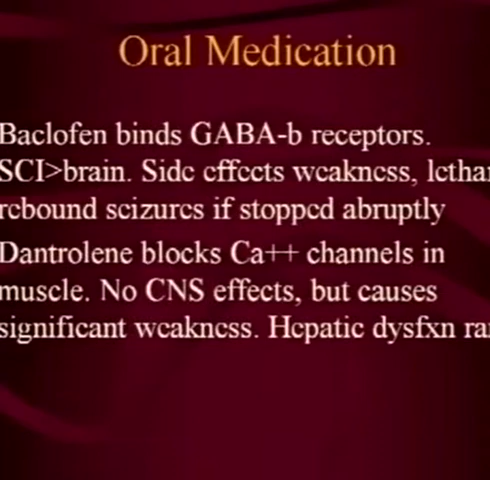 Oral Medication
Baclofen binds GABA-b receptors.
SCI>brain. Side effects weakness,
rebound seizures if stopped abruptly
Dantrolene blocks Ca++ channels in
muscle. No CNS effects, but causes
significant weakness. Hepatic dysfxn